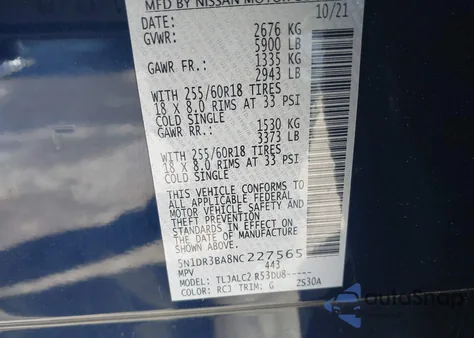 MFD BY NISSAN MOTOR
DATE: 10/21
GVWR: 2676 KG
5900 LB
GAWR FR.: 1335 KG
2943 LB
WITH 255/60R18 TIRES
18 X 8.0 RIMS AT 33 PSI
COLD SINGLE
GAWR RR.: 1530 KG
3373 LB
WITH 255/60R18 TIRES
18 X 8.0 RIMS AT 33 PSI
COLD SINGLE
THIS VEHICLE CONFORMS TO
ALL APPLICABLE FEDERAL
MOTOR VEHICLE SAFETY AND
THEFT PREVENTION
STANDARDS IN EFFECT ON
THE DATE OF MANUFACTURE
SHOWN ABOVE.
5N1DR3BA8NC227565
443
MPV
TLJALC2 R53DU8-----
COLOR: RCJ TRIM: G ZS30A
AutoSnap